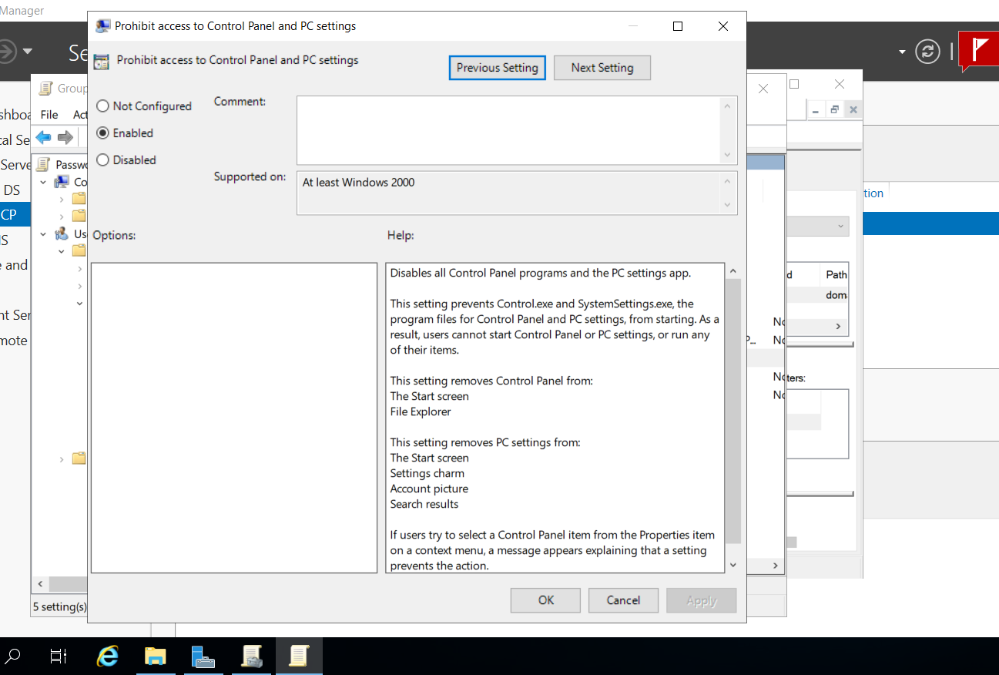 Manager
Prohibit access to Control Panel and PC settings
Se
Prohibit access to Control Panel and PC settings
Previous Setting
Next Setting
Group
File
Act
Not Configured
Enabled
Disabled
Comment:
Supported on:
At least Windows 2000
shboa
cal Se
Serve
DS
CP
IS
e and
nt Ser
mote
Passwo
Co
Us
Options:
Help:
Disables all Control Panel programs and the PC settings app.
This setting prevents Control.exe and SystemSettings.exe, the
program files for Control Panel and PC settings, from starting. As a
result, users cannot start Control Panel or PC settings, or run any
of their items.
This setting removes Control Panel from:
The Start screen
File Explorer
This setting removes PC settings from:
The Start screen
Settings charm
Account picture
Search results
If users try to select a Control Panel item from the Properties item
on a context menu, a message appears explaining that a setting
prevents the action.
tion
d
Path
dom
No
P...
No
No
ters:
No
5 setting(s)
OK
Cancel
Apply